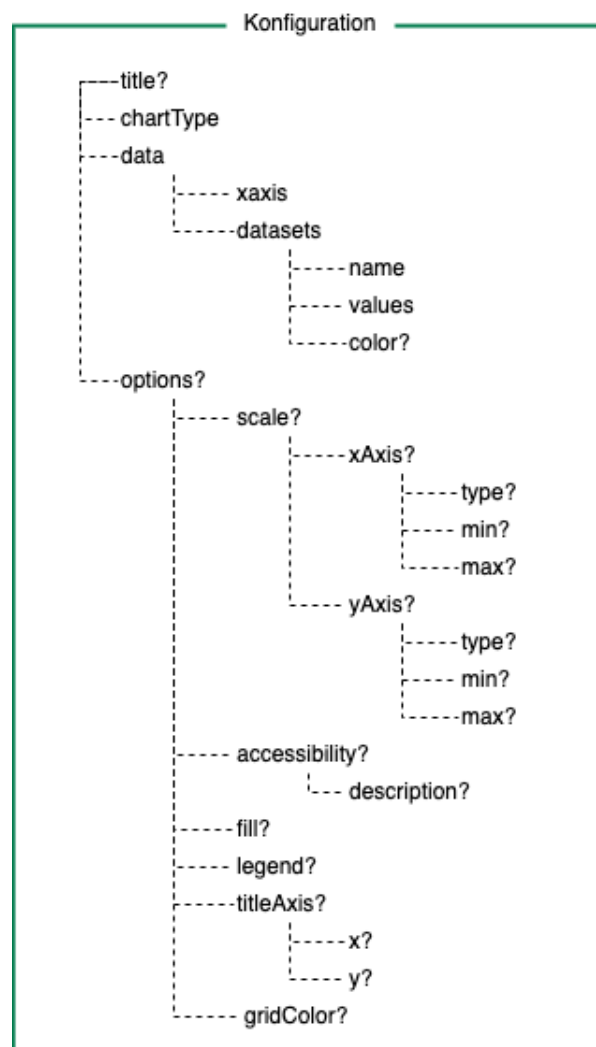 Konfiguration
title?
chartType
data
xaxis
datasets
name
values
color?
options?
scale?
xAxis?
type?
min?
max?
yAxis?
type?
min?
max?
accessibility?
description?
fill?
legend?
titleAxis?
x?
y?
gridColor?